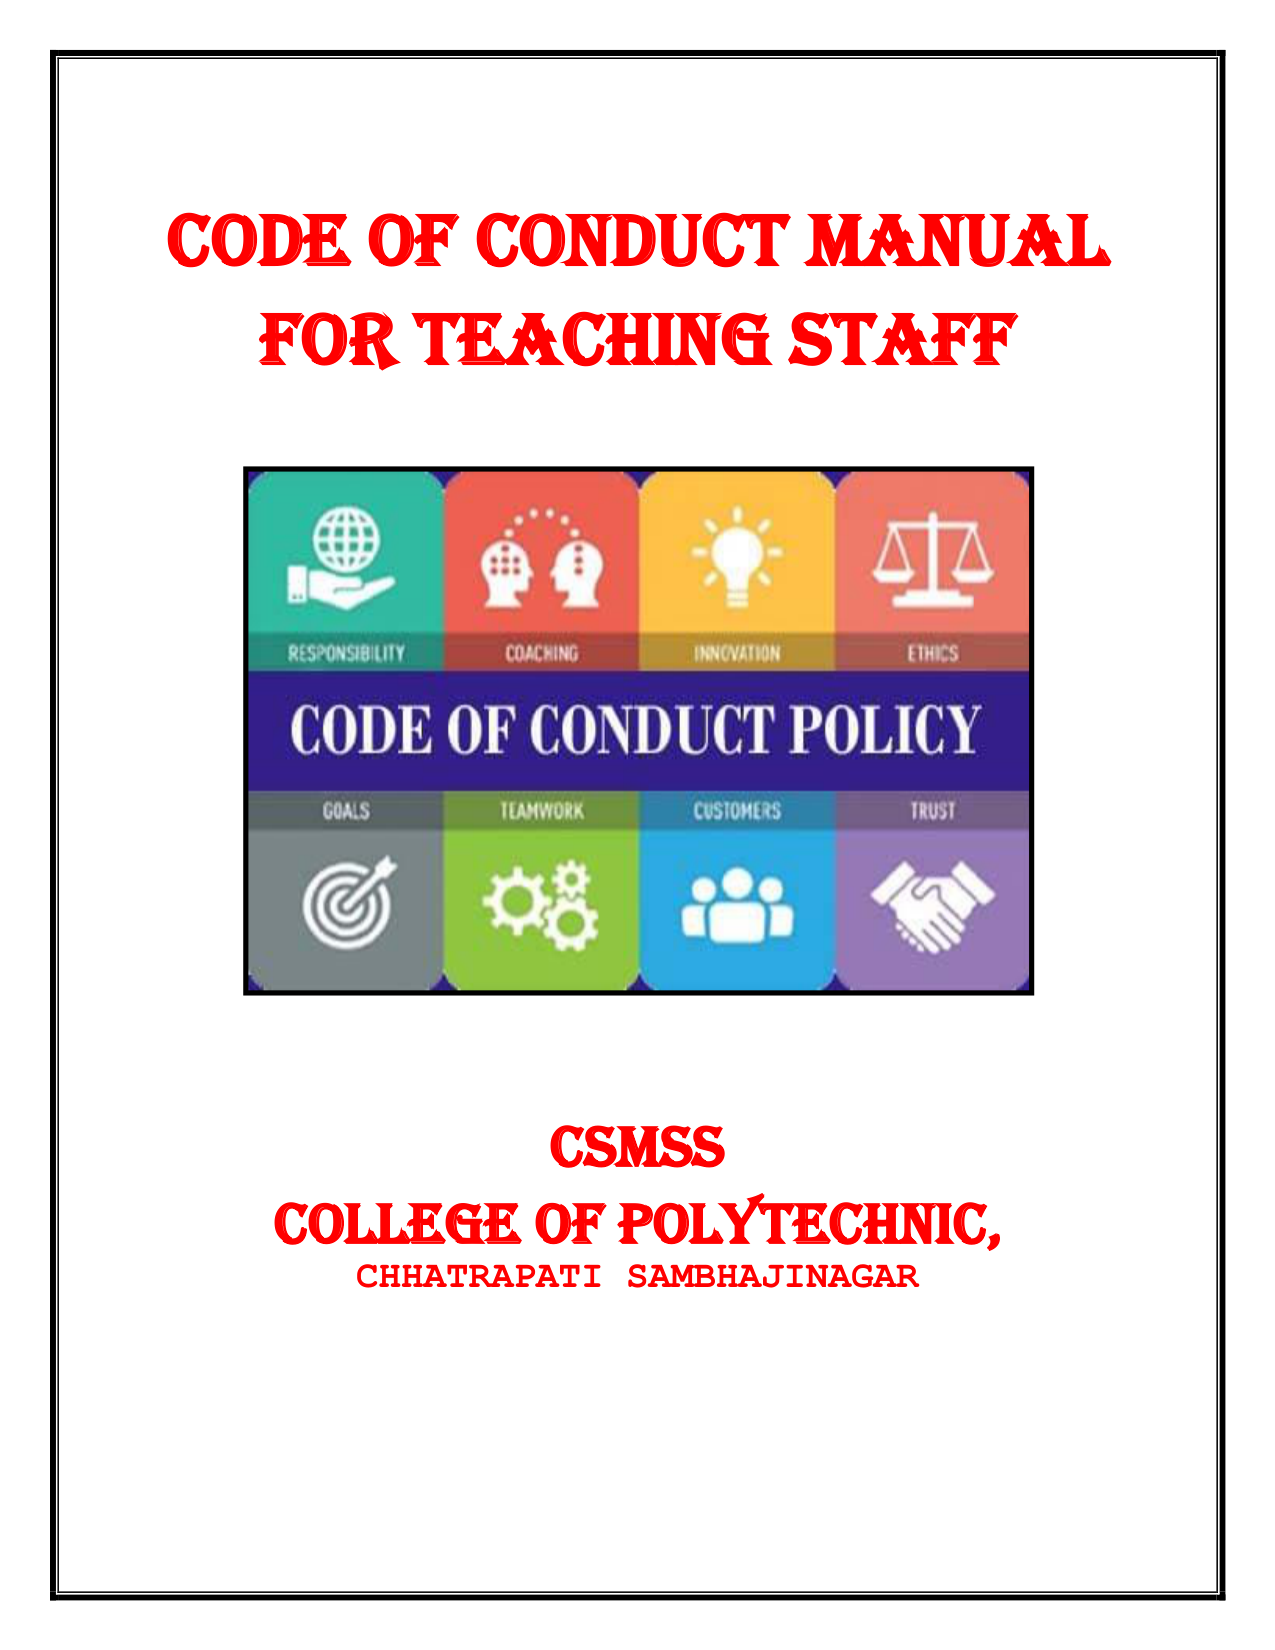 CODE OF CONDUCT MANUAL
FOR TEACHING STAFF
RESPONSIBILITY COACHING INNOVATION ETHICS
CODE OF CONDUCT POLICY
GOALS TEAMWORK CUSTOMERS TRUST
CSMSS
COLLEGE OF POLYTECHNIC,
CHHATRAPATI SAMBHAJINAGAR